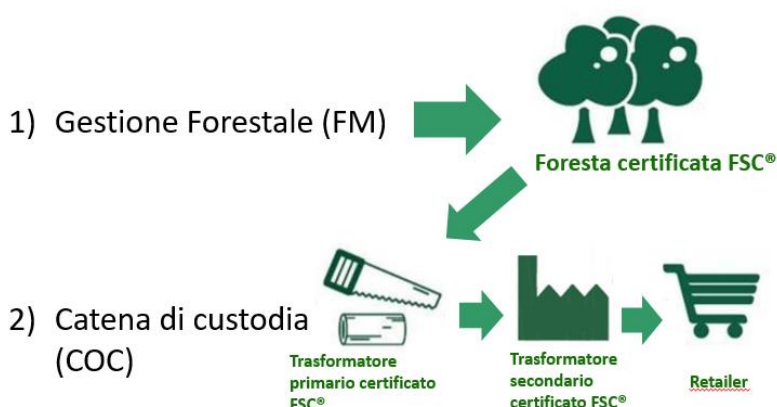 1) Gestione Forestale (FM)
Foresta certificata FSC®
2) Catena di custodia
(COC)
Trasformatore
primario certificato
FSC®
Trasformatore
secondario
certificato FSC®
Retailer